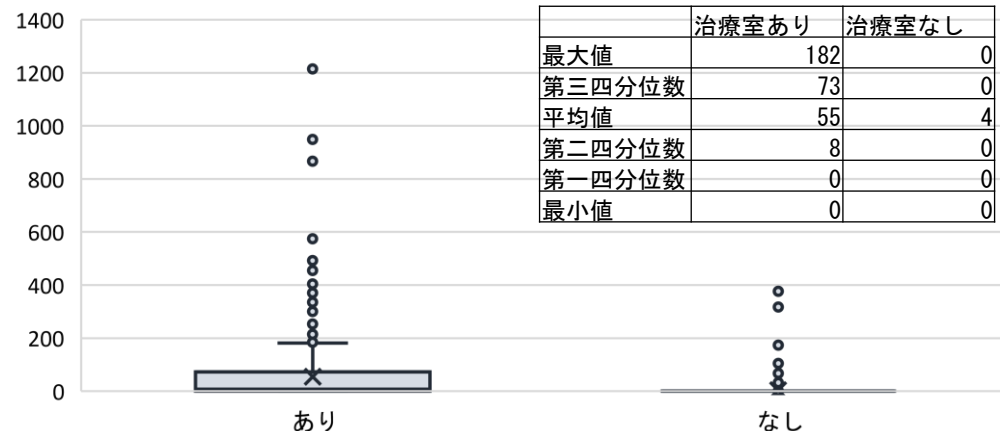 1400
1200
1000
800
600
400
200
0
治療室あり 治療室なし
最大値 182 0
第三四分位数 73 0
平均値 55 4
第二四分位数 8 0
第一四分位数 0 0
最小値 0 0
あり なし